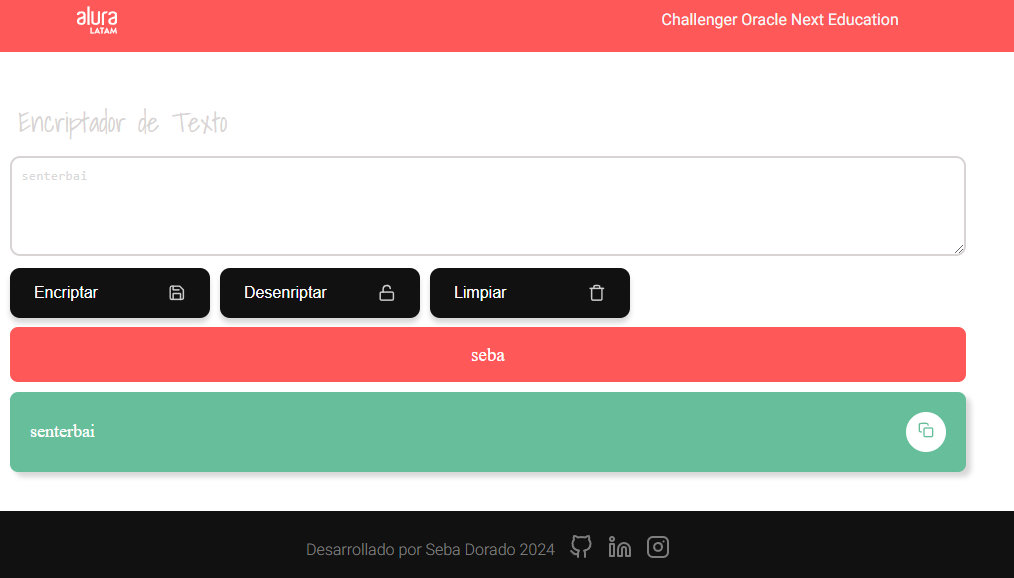 alura
LATAM
Challenger Oracle Next Education
Encriptador de Texto
senterbai
Encriptar
Desenriptar
Limpiar
seba
senterbai
Desarrollado por Seba Dorado 2024